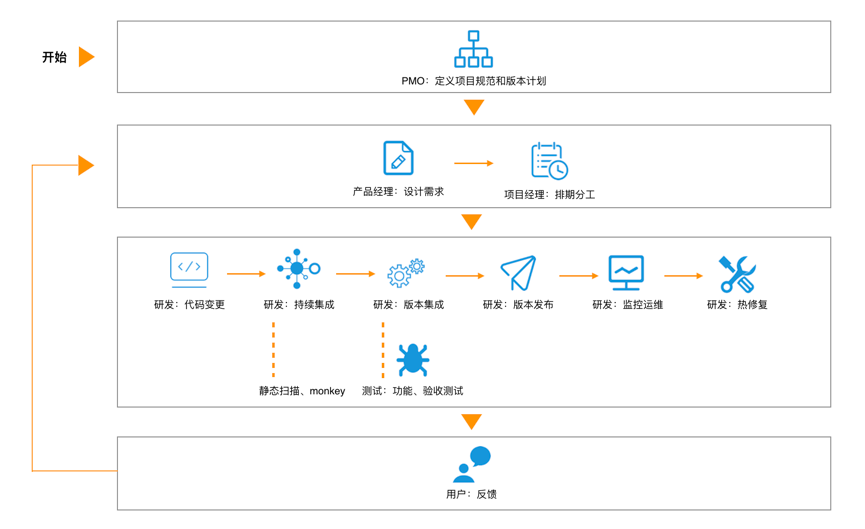 开始
PMO：定义项目规范和版本计划
产品经理：设计需求
项目经理：排期分工
研发：代码变更
研发：持续集成
研发：版本集成
研发：版本发布
研发：监控运维
研发：热修复
静态扫描、monkey
测试：功能、验收测试
用户：反馈